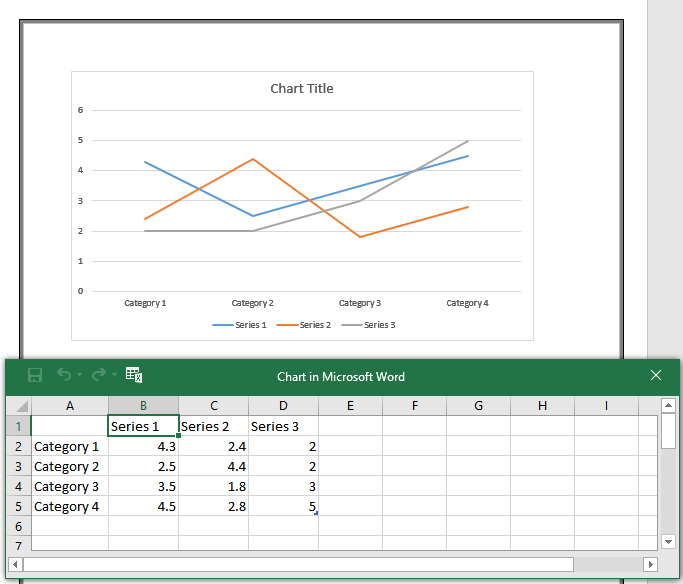 Chart Title
6
5
4
3
2
1
0
Category 1 Category 2 Category 3 Category 4
Series 1 Series 2 Series 3
Chart in Microsoft Word
A B C D E F G H I
1 Series 1 Series 2 Series 3
2 Category 1 4.3 2.4 2
3 Category 2 2.5 4.4 2
4 Category 3 3.5 1.8 3
5 Category 4 4.5 2.8 5
6
7